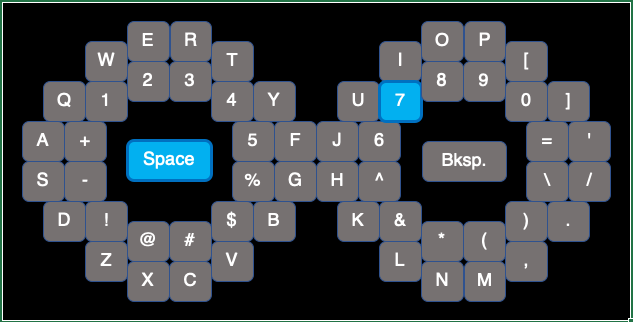 E R O P
W T I [
2 3 8 9
Q 1 4 Y U 7 0 ]
A + 5 F J 6 = '
Space Bksp.
S - % G H ^ \ /
D ! $ B K & ) .
@ # * (
Z V L ,
X C N M